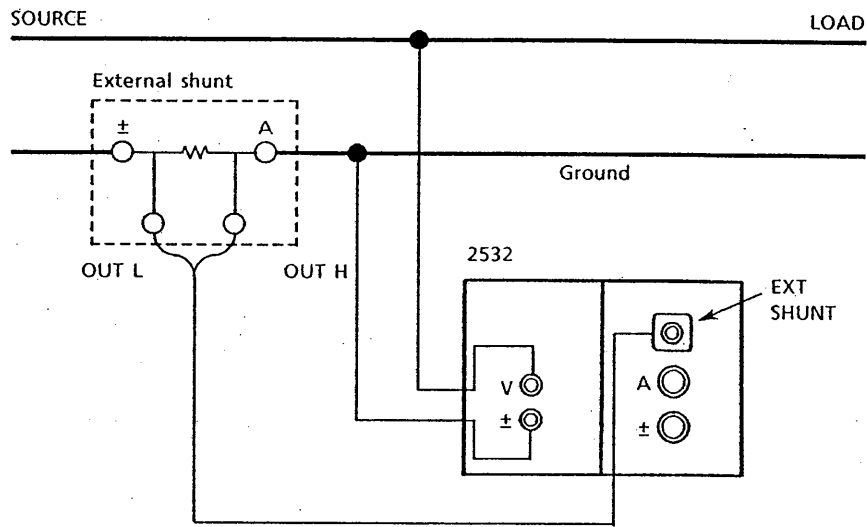 SOURCE
LOAD
External shunt
± A
Ground
OUT L
OUT H
2532
EXT
SHUNT
V
A
±
±